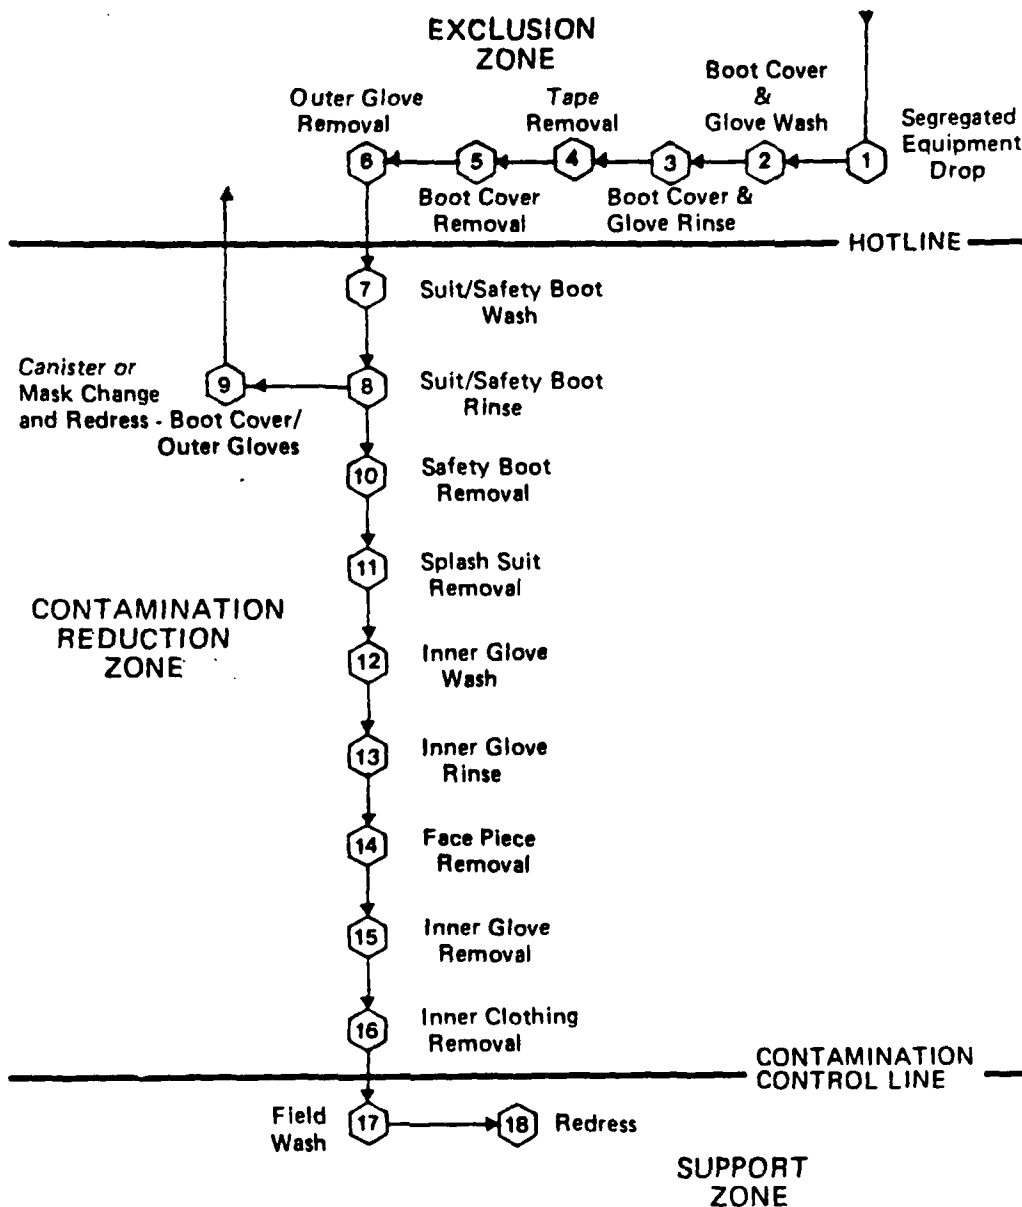 EXCLUSION
ZONE
Outer Glove
Removal
Tape
Removal
Boot Cover
&
Glove Wash
Segregated
Equipment
Drop
6
5
4
3
2
1
Boot Cover
Removal
Boot Cover &
Glove Rinse
HOTLINE
7
Suit/Safety Boot
Wash
Canister or
Mask Change
and Redress - Boot Cover/
Outer Gloves
9
8
Suit/Safety Boot
Rinse
10
Safety Boot
Removal
11
Splash Suit
Removal
CONTAMINATION
REDUCTION
ZONE
12
Inner Glove
Wash
13
Inner Glove
Rinse
14
Face Piece
Removal
15
Inner Glove
Removal
16
Inner Clothing
Removal
CONTAMINATION
CONTROL LINE
Field
Wash
17
18
Redress
SUPPORT
ZONE